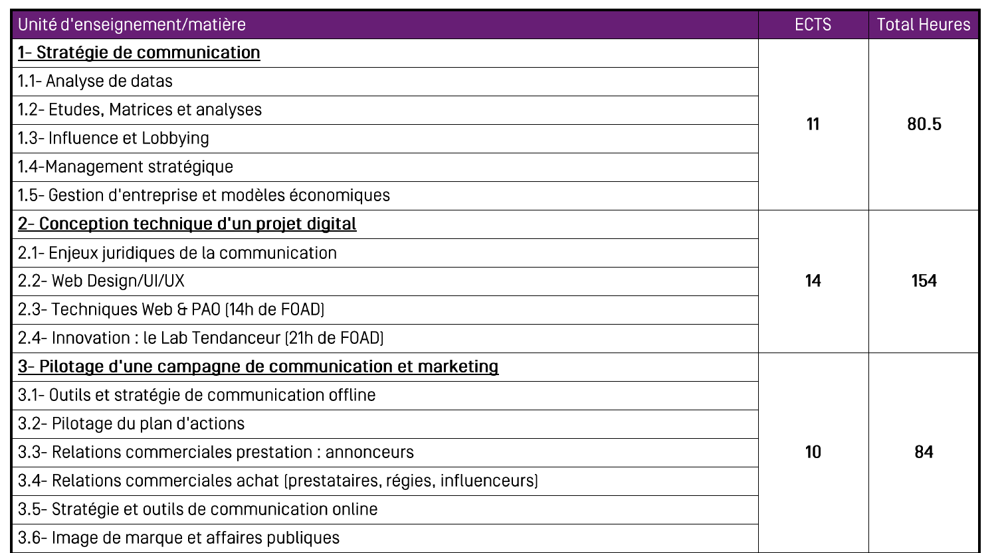 Unité d'enseignement/matière ECTS Total Heures
1- Stratégie de communication
1.1- Analyse de datas
1.2- Etudes, Matrices et analyses
1.3- Influence et Lobbying
1.4-Management stratégique
1.5- Gestion d'entreprise et modèles économiques
11 80.5
2- Conception technique d'un projet digital
2.1- Enjeux juridiques de la communication
2.2- Web Design/UI/UX
2.3- Techniques Web & PAO (14h de FOAD)
2.4- Innovation : le Lab Tendanceur (21h de FOAD)
14 154
3- Pilotage d'une campagne de communication et marketing
3.1- Outils et stratégie de communication offline
3.2- Pilotage du plan d'actions
3.3- Relations commerciales prestation : annonceurs
3.4- Relations commerciales achat (prestataires, régies, influenceurs)
3.5- Stratégie et outils de communication online
3.6- Image de marque et affaires publiques
10 84